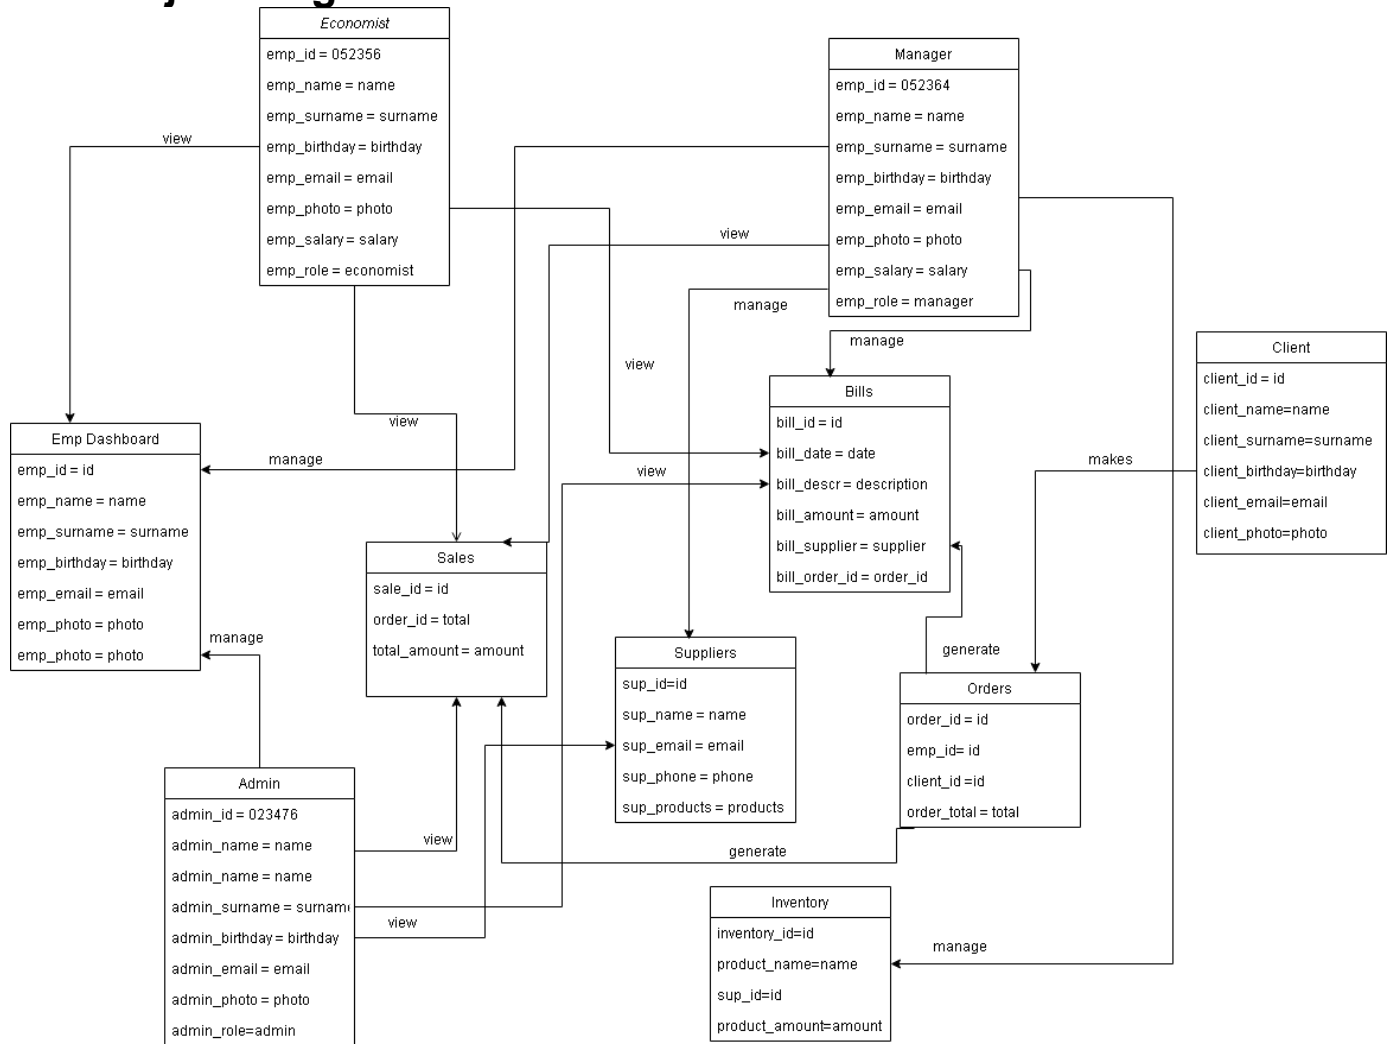 Economist
emp_id = 052356
emp_name = name
emp_surname = surname
emp_birthday = birthday
emp_email = email
emp_photo = photo
emp_salary = salary
emp_role = economist
Manager
emp_id = 052364
emp_name = name
emp_surname = surname
emp_birthday = birthday
emp_email = email
emp_photo = photo
emp_salary = salary
emp_role = manager
view
view
manage
manage
view
view
Client
client_id = id
client_name=name
client_surname=surname
client_birthday=birthday
client_email=email
client_photo=photo
Bills
bill_id = id
bill_date = date
bill_descr = description
bill_amount = amount
bill_supplier = supplier
bill_order_id = order_id
Emp Dashboard
emp_id = id
emp_name = name
emp_surname = surname
emp_birthday = birthday
emp_email = email
emp_photo = photo
emp_photo = photo
manage
view
makes
Sales
sale_id = id
order_id = total
total_amount = amount
manage
generate
Suppliers
sup_id=id
sup_name = name
sup_email = email
sup_phone = phone
sup_products = products
Orders
order_id = id
emp_id= id
client_id =id
order_total = total
Admin
admin_id = 023476
admin_name = name
admin_name = name
admin_surname = surname
admin_birthday = birthday
admin_email = email
admin_photo = photo
admin_role=admin
view
generate
view
Inventory
inventory_id=id
product_name=name
sup_id=id
product_amount=amount
manage